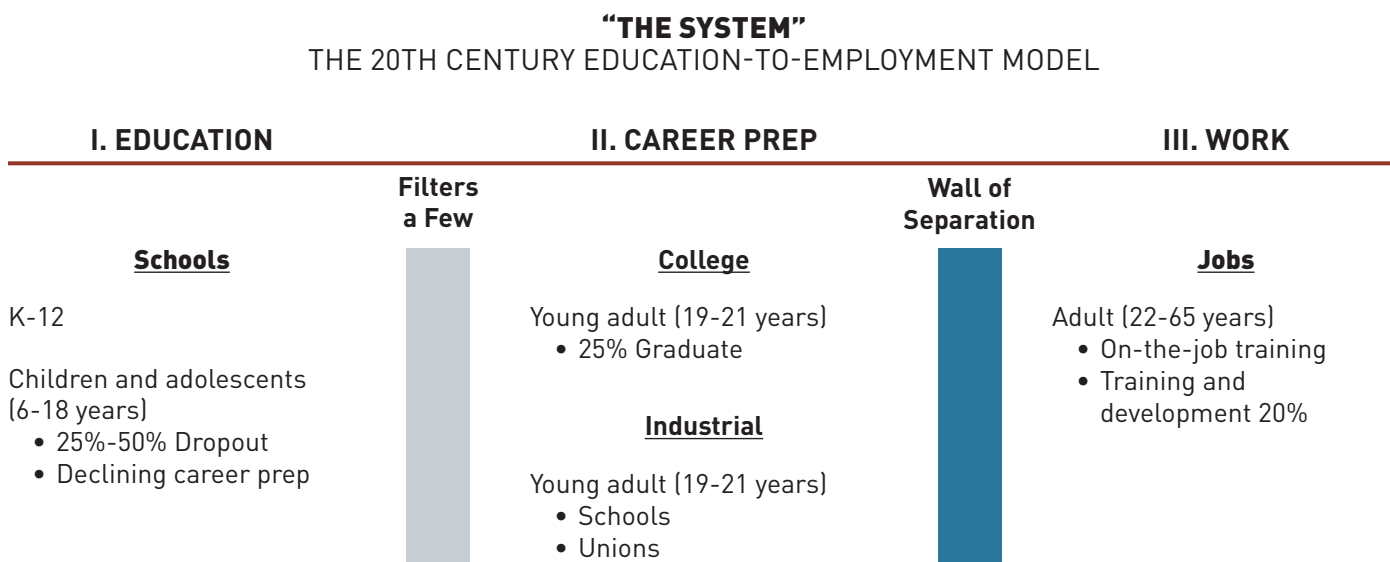 “THE SYSTEM”
THE 20TH CENTURY EDUCATION-TO-EMPLOYMENT MODEL
I. EDUCATION
II. CAREER PREP
III. WORK
Filters
a Few
Wall of
Separation
Schools
K-12
Children and adolescents
(6-18 years)
• 25%-50% Dropout
• Declining career prep
College
Young adult (19-21 years)
• 25% Graduate
Industrial
Young adult (19-21 years)
• Schools
• Unions
Jobs
Adult (22-65 years)
• On-the-job training
• Training and
development 20%